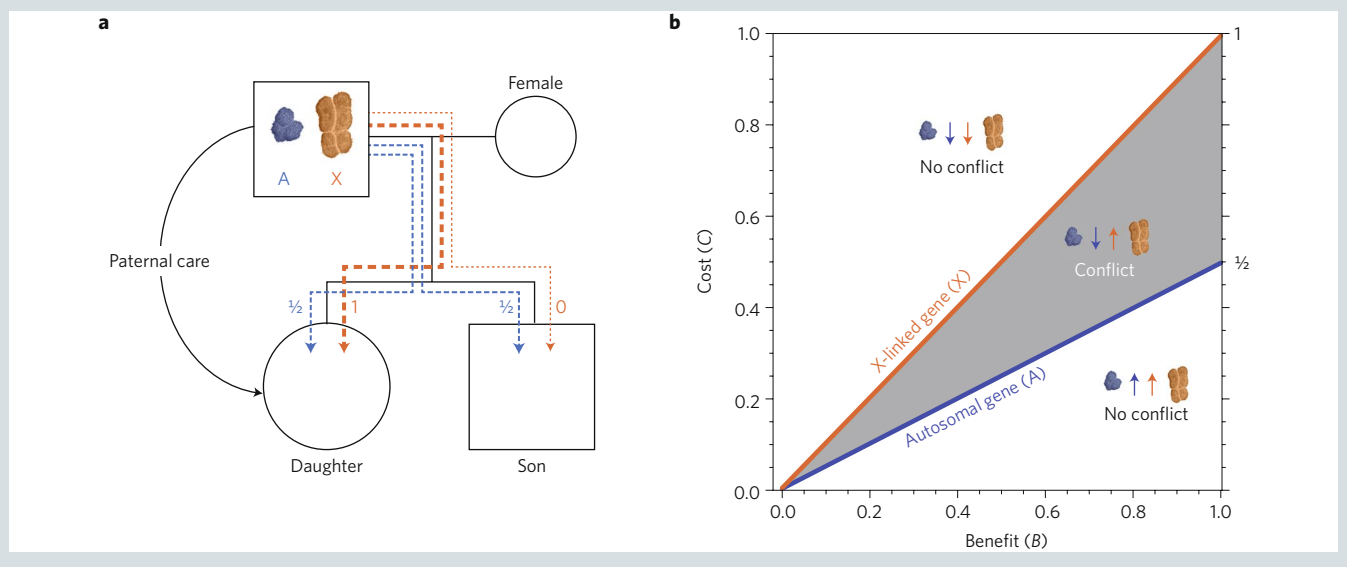 a
Female
A X
Paternal care
½ 1 ½ 0
Daughter
Son
b
Cost (C)
1.0
0.8
0.6
0.4
0.2
0.0
No conflict
Conflict
No conflict
X-linked gene (X)
Autosomal gene (A)
1
½
0.0 0.2 0.4 0.6 0.8 1.0
Benefit (B)